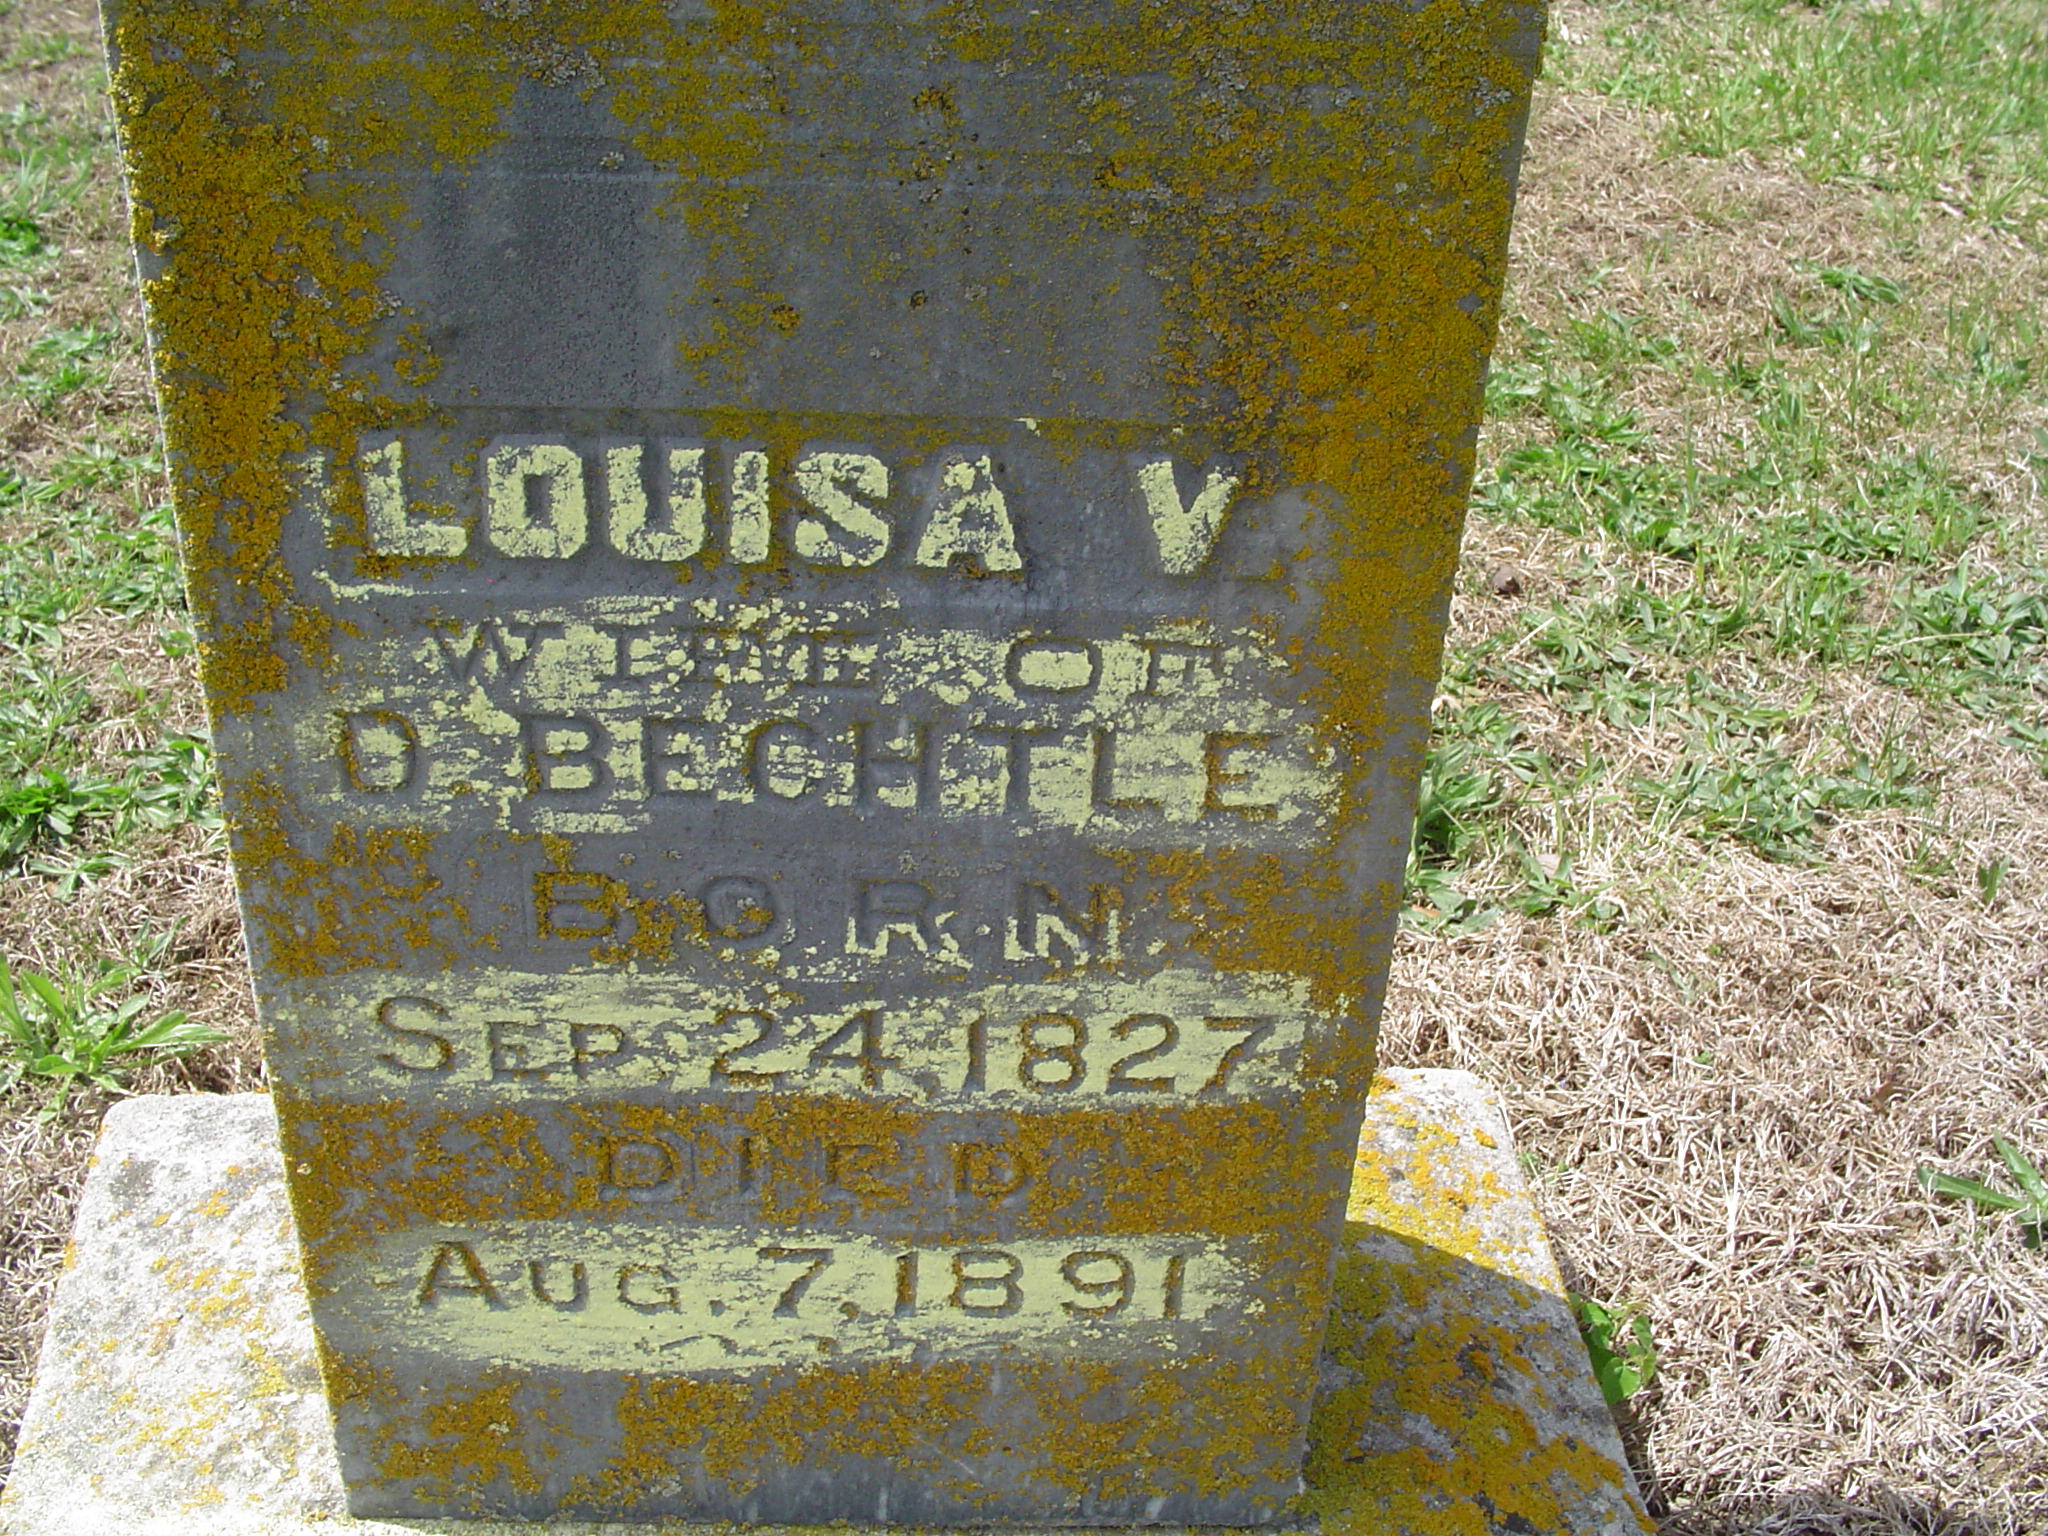 LOUISA V.
WIFE OF
D. BECHTLE
BORN
SEP. 24, 1827
DIED
AUG. 7, 1891.